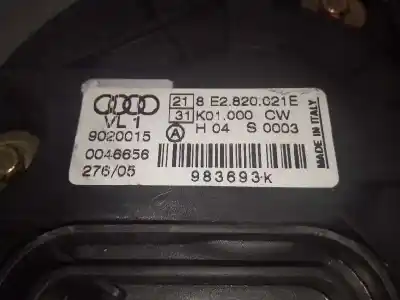 21 8 E2.820.021E
VL 1 31 K01.000 CW
9020015 A H 04 S 0003
0046656
276/05 983693-K
MADE IN ITALY